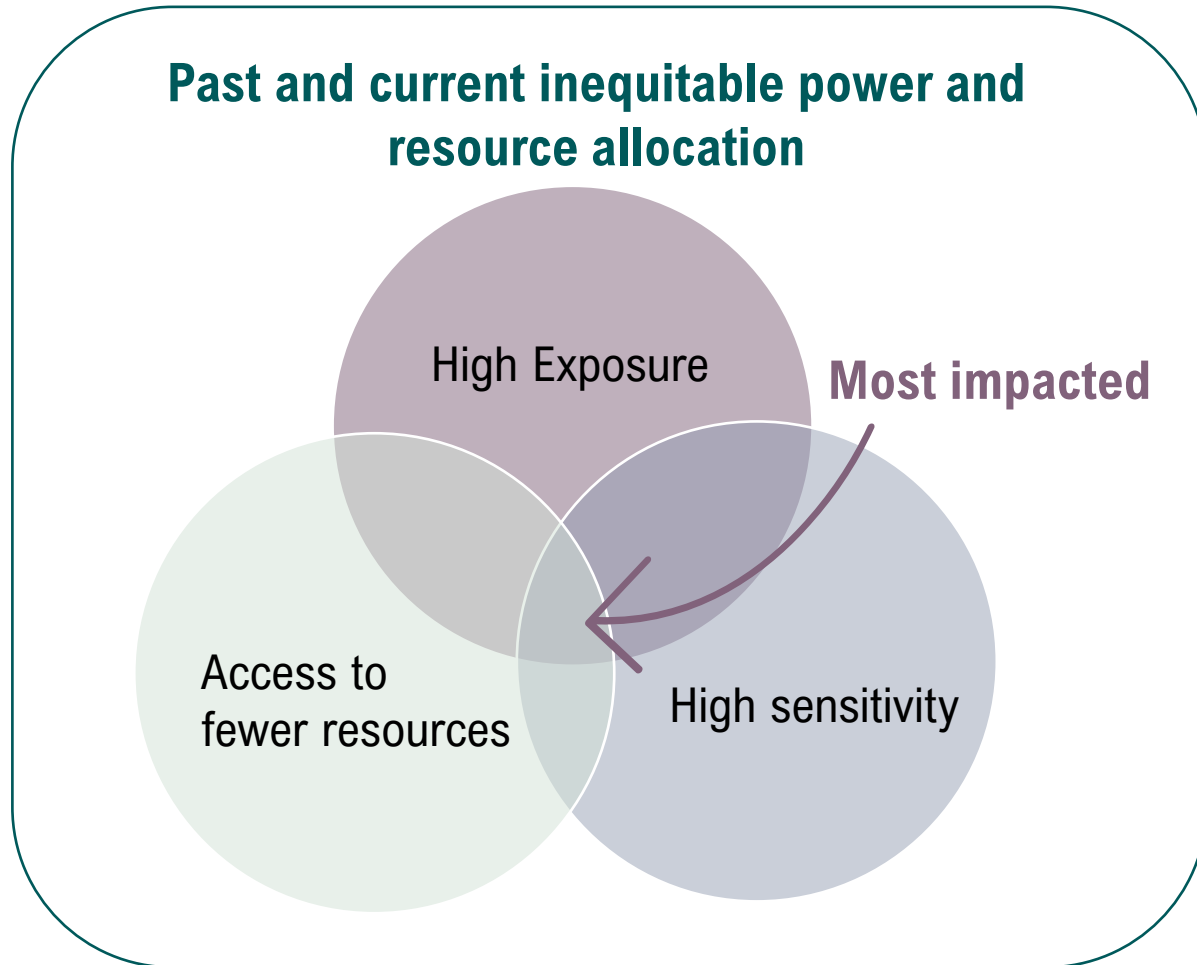 Past and current inequitable power and
resource allocation
High Exposure
Most impacted
Access to
fewer resources
High sensitivity